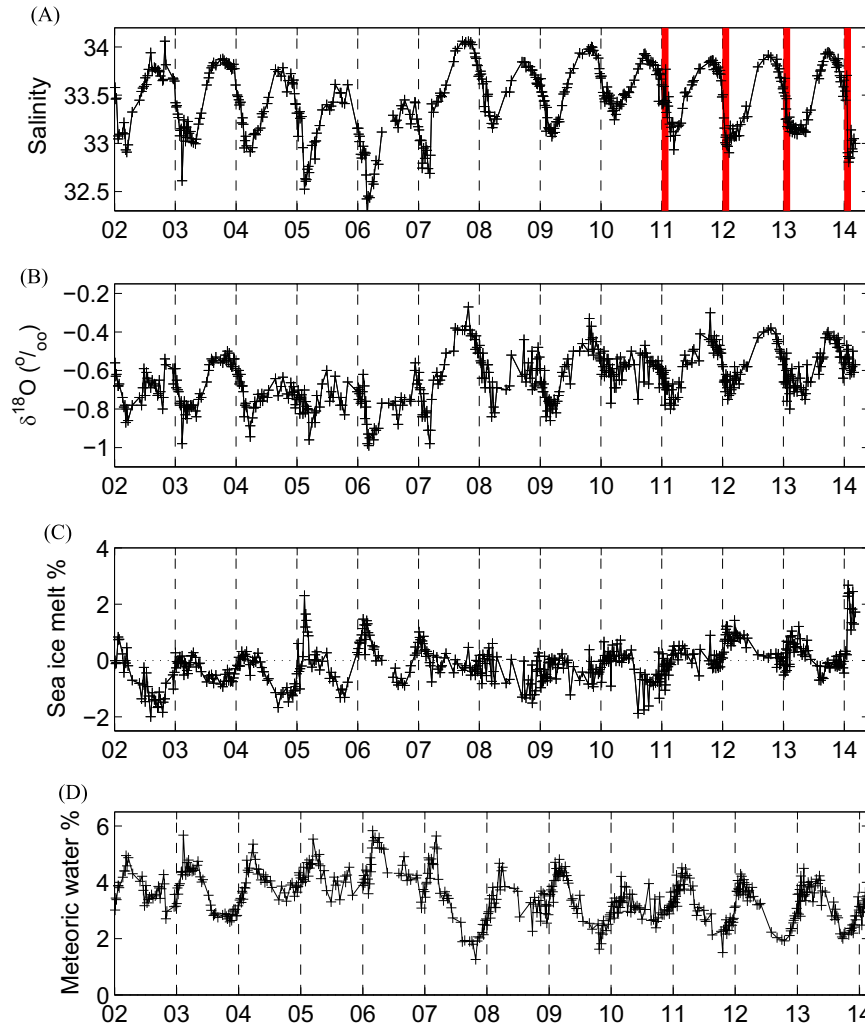 (A)
Salinity
34
33.5
33
32.5
02 03 04 05 06 07 08 09 10 11 12 13 14
(B)
δ18O (o/oo)
−0.2
−0.4
−0.6
−0.8
−1
02 03 04 05 06 07 08 09 10 11 12 13 14
(C)
Sea ice melt %
4
2
0
−2
02 03 04 05 06 07 08 09 10 11 12 13 14
(D)
Meteoric water %
6
4
2
0
02 03 04 05 06 07 08 09 10 11 12 13 14